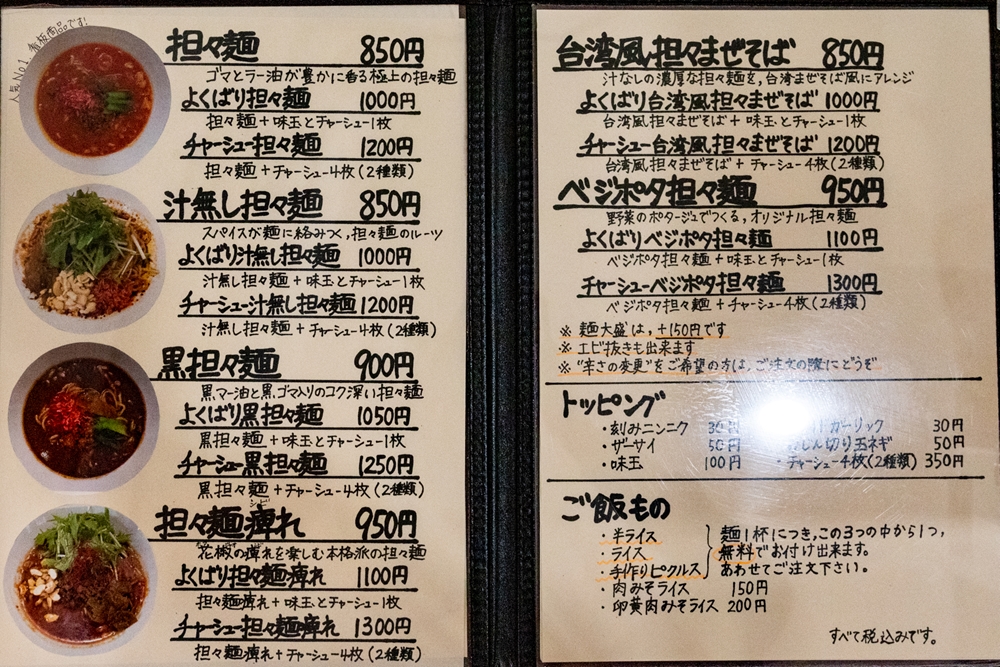 人気No1 看板商品です!
担々麺 850円
ゴマとラー油が豊かに香る極上の担々麺
よくばり担々麺 1000円
担々麺+味玉とチャーシュー1枚
チャーシュー担々麺 1200円
担々麺+チャーシュー4枚(2種類)
汁無し担々麺 850円
スパイスが麺に絡みつく,担々麺のルーツ
よくばり汁無し担々麺 1000円
汁無し担々麺+味玉とチャーシュー1枚
チャーシュー汁無し担々麺 1200円
汁無し担々麺+チャーシュー4枚(2種類)
黒担々麺 900円
黒マー油と黒ゴマ入りのコク深い担々麺
よくばり黒担々麺 1050円
黒担々麺+味玉とチャーシュー1枚
チャーシュー黒担々麺 1250円
黒担々麺+チャーシュー4枚(2種類)
担々麺痺れ 950円
花椒の痺れを楽しむ本格派の担々麺
よくばり担々麺痺れ 1100円
担々麺痺れ+味玉とチャーシュー1枚
チャーシュー担々麺痺れ 1300円
担々麺痺れ+チャーシュー4枚(2種類)
台湾風担々まぜそば 850円
汁なしの濃厚な担々麺を,台湾まぜそば風にアレンジ
よくばり台湾風担々まぜそば 1000円
台湾風担々まぜそば+味玉とチャーシュー1枚
チャーシュー台湾風担々まぜそば 1200円
台湾風担々まぜそば+チャーシュー4枚(2種類)
ベジポタ担々麺 950円
野菜のポタージュでつくる,オリジナル担々麺
よくばりベジポタ担々麺 1100円
ベジポタ担々麺+味玉とチャーシュー1枚
チャーシューベジポタ担々麺 1300円
ベジポタ担々麺+チャーシュー4枚(2種類)
※ 麺大盛は,+150円です
※ エビ抜きも出来ます
※ "辛さの変更"をご希望の方は,ご注文の際にどうぞ
トッピング
・刻みニンニク 30円 ガーリック 30円
・ザーサイ 50円 みじん切り玉ネギ 50円
・味玉 100円 ・チャーシュー4枚(2種類) 350円
ご飯もの
・半ライス 麺1杯につき,この3つの中から1つ,
・ライス 無料でお付け出来ます。
・手作りピクルス あわせてご注文下さい。
・肉みそライス 150円
・卵黄肉みそライス 200円
すべて税込みです。